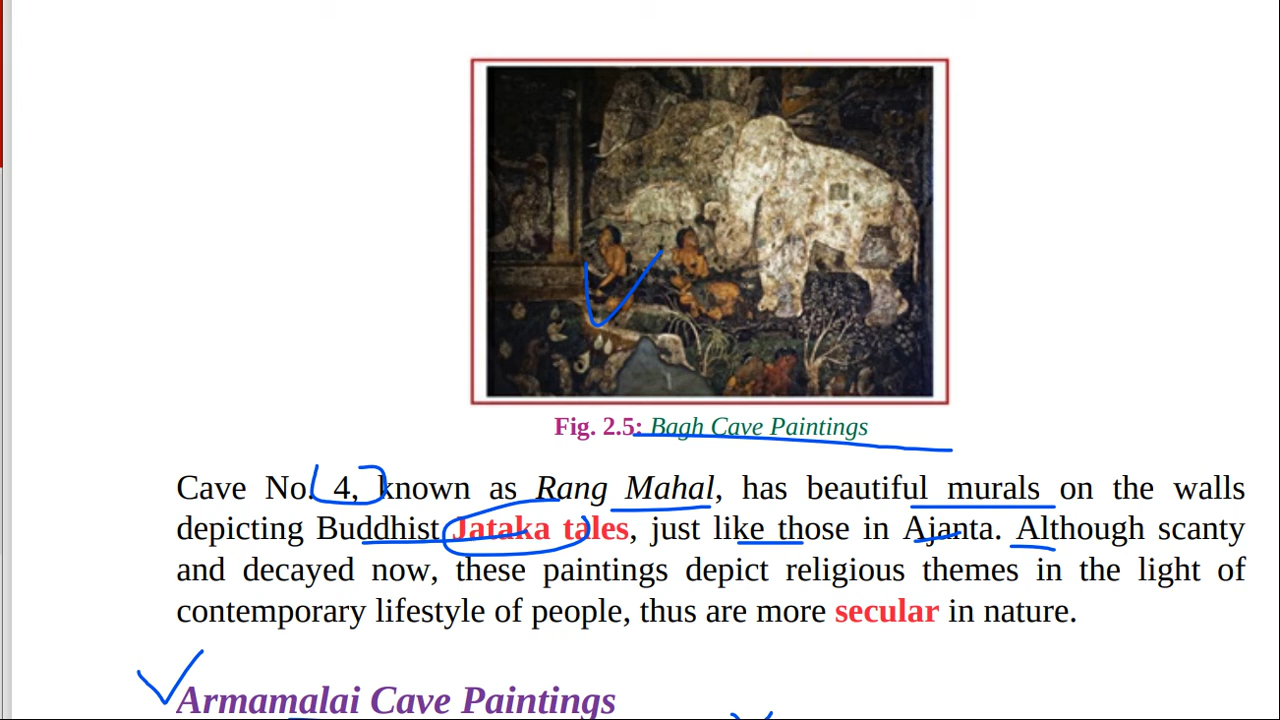 Fig. 2.5: Bagh Cave Paintings
Cave No. 4, known as Rang Mahal, has beautiful murals on the walls
depicting Buddhist Jataka tales, just like those in Ajanta. Although scanty
and decayed now, these paintings depict religious themes in the light of
contemporary lifestyle of people, thus are more secular in nature.
Armamalai Cave Paintings